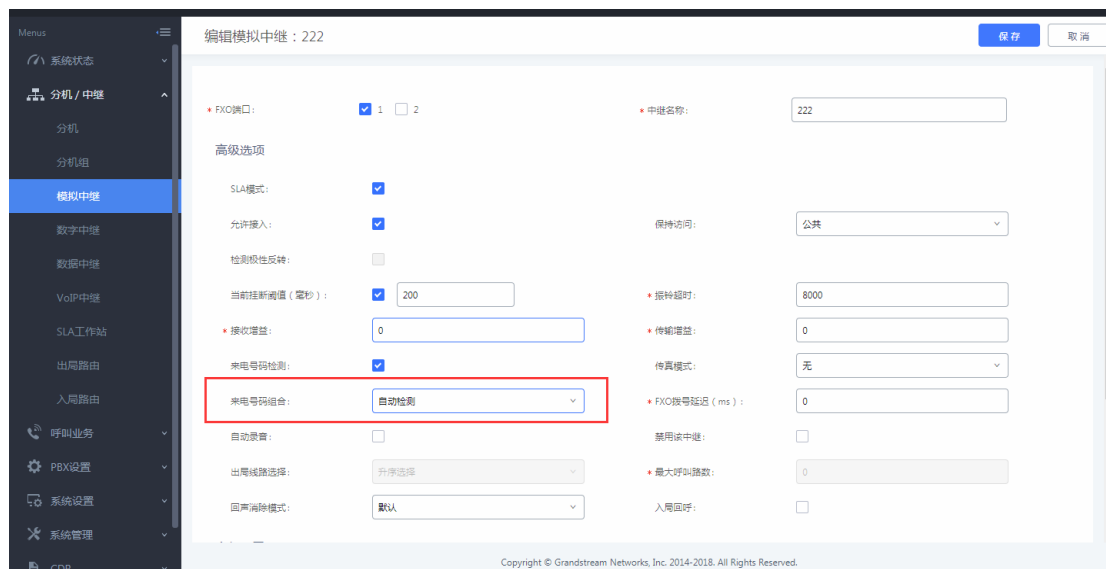 Menus
编辑模拟中继：222
保存
取消
系统状态
分机 / 中继
分机
分机组
模拟中继
数字中继
数据中继
VoIP中继
SLA工作站
出局路由
入局路由
呼叫业务
PBX设置
系统设置
系统管理
CDR
* FXO端口： 1 2
* 中继名称： 222
高级选项
SLA模式：
允许接入：
保持访问： 公共
检测极性反转：
当前挂断阈值（毫秒）： 200
* 振铃超时： 8000
* 接收增益： 0
* 传输增益： 0
来电号码检测：
传真模式： 无
来电号码组合： 自动检测
* FXO拨号延迟（ms）： 0
自动录音：
禁用该中继：
出局线路选择： 升序选择
* 最大呼叫路数： 0
回声消除模式： 默认
入局回呼：
Copyright © Grandstream Networks, Inc. 2014-2018. All Rights Reserved.